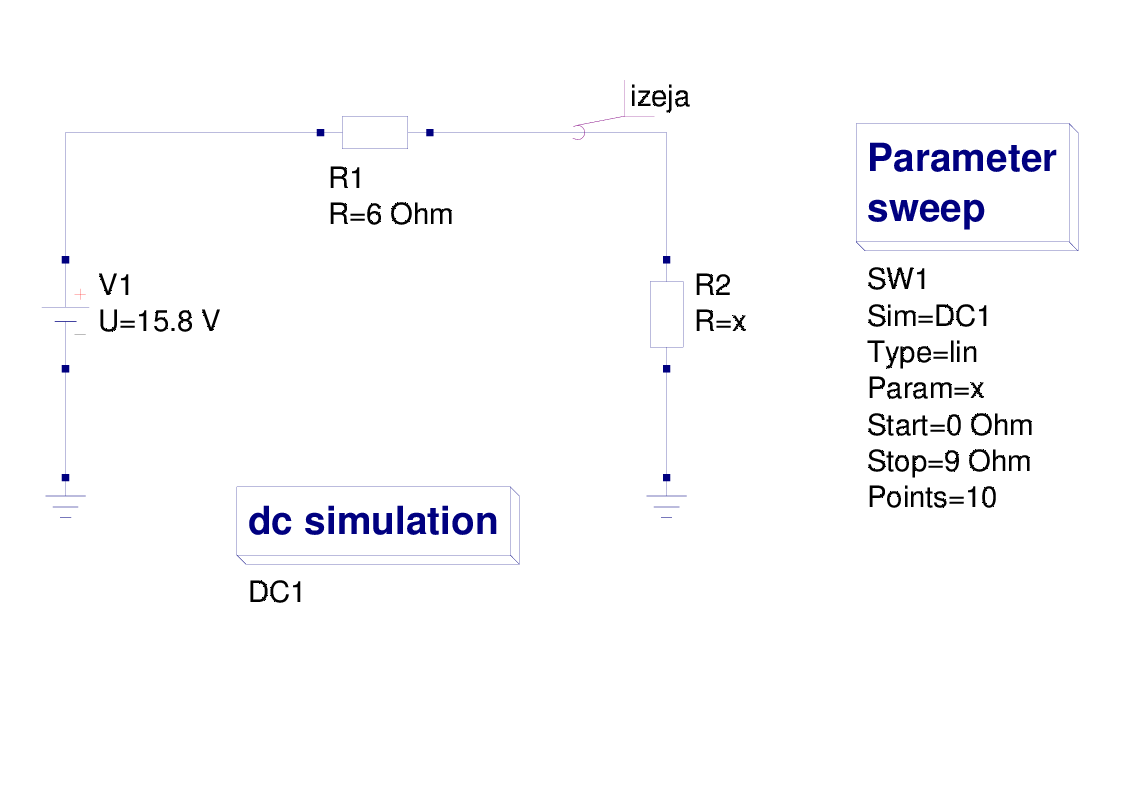 izeja
R1
R=6 Ohm
V1
U=15.8 V
+
_
R2
R=x
Parameter
sweep
SW1
Sim=DC1
Type=lin
Param=x
Start=0 Ohm
Stop=9 Ohm
Points=10
dc simulation
DC1